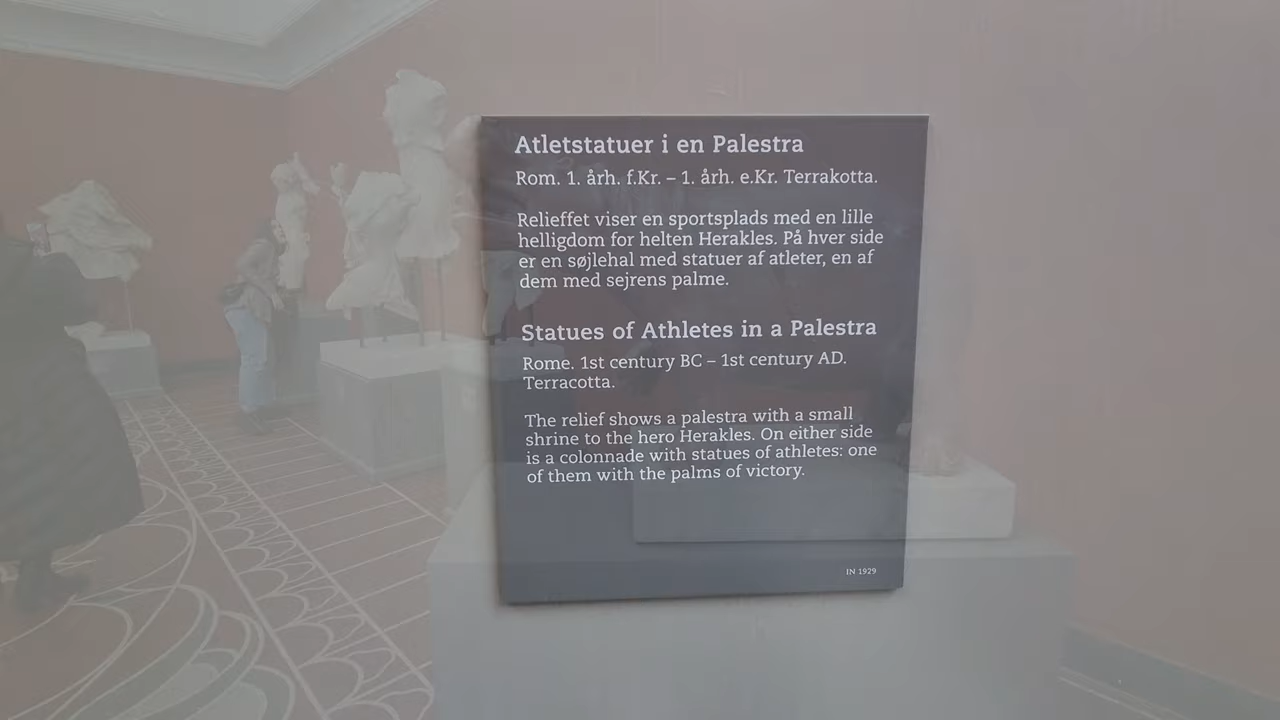 Atletstatuer i en Palestra
Rom. 1. årh. f.Kr. – 1. årh. e.Kr. Terrakotta.
Relieffet viser en sportsplads med en lille
helligdom for helten Herakles. På hver side
er en søjlehal med statuer af atleter, en af
dem med sejrens palme.
Statues of Athletes in a Palestra
Rome. 1st century BC – 1st century AD.
Terracotta.
The relief shows a palestra with a small
shrine to the hero Herakles. On either side
is a colonnade with statues of athletes: one
of them with the palms of victory.
IN 1929